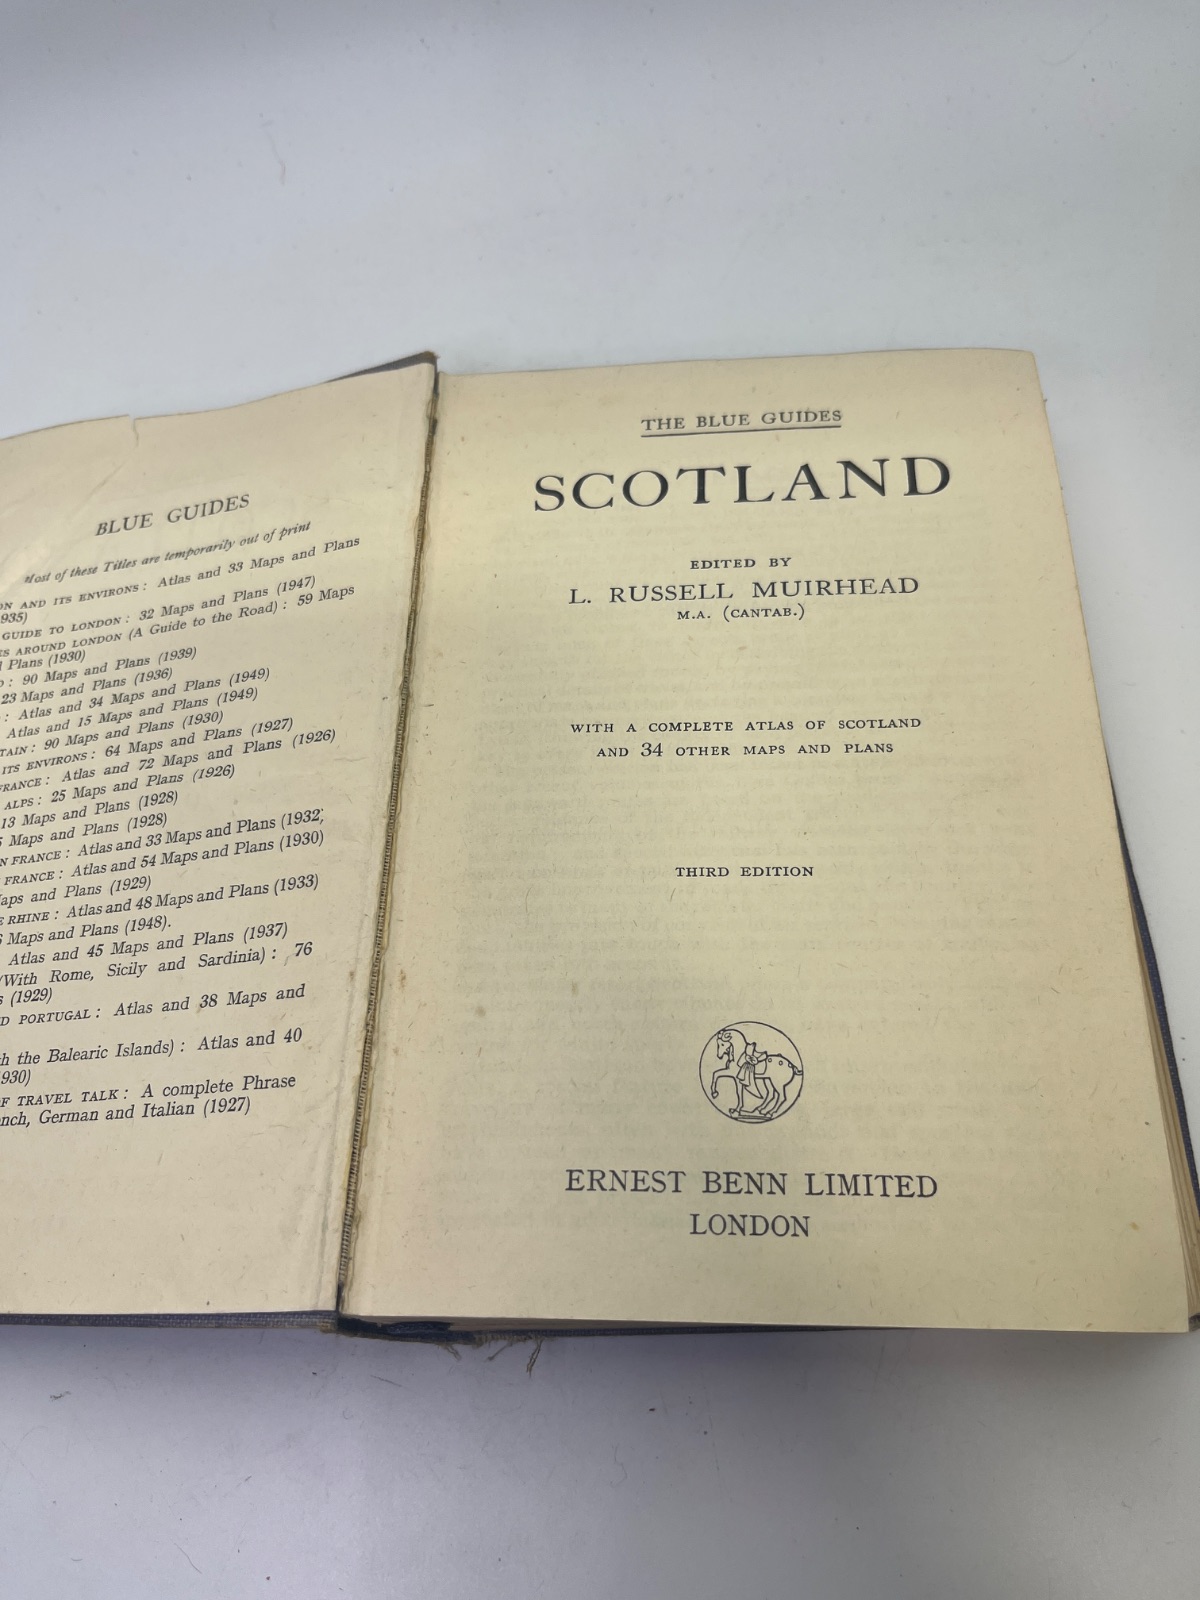 BLUE GUIDES
of these Titles are temporarily out of print
AND ITS ENVIRONS: Atlas and 33 Maps and Plans
935)
GUIDE TO LONDON: 32 Maps and Plans (1947)
AROUND LONDON (A Guide to the Road): 59 Maps
Plans (1930)
: 90 Maps and Plans (1939)
23 Maps and Plans (1936)
: Atlas and 34 Maps and Plans (1949)
Atlas and 15 Maps and Plans (1949)
TAIN: 90 Maps and Plans (1930)
ITS ENVIRONS: 64 Maps and Plans (1927)
FRANCE: Atlas and 72 Maps and Plans (1926)
ALPS: 25 Maps and Plans (1926)
13 Maps and Plans (1928)
Maps and Plans (1928)
N FRANCE: Atlas and 33 Maps and Plans (1932,
FRANCE: Atlas and 54 Maps and Plans (1930)
aps and Plans (1929)
E RHINE: Atlas and 48 Maps and Plans (1933)
Maps and Plans (1948).
Atlas and 45 Maps and Plans (1937)
(With Rome, Sicily and Sardinia): 76
(1929)
D PORTUGAL: Atlas and 38 Maps and
h the Balearic Islands): Atlas and 40
930)
OF TRAVEL TALK: A complete Phrase
nch, German and Italian (1927)
THE BLUE GUIDES
SCOTLAND
EDITED BY
L. RUSSELL MUIRHEAD
M.A. (CANTAB.)
WITH A COMPLETE ATLAS OF SCOTLAND
AND 34 OTHER MAPS AND PLANS
THIRD EDITION
ERNEST BENN LIMITED
LONDON